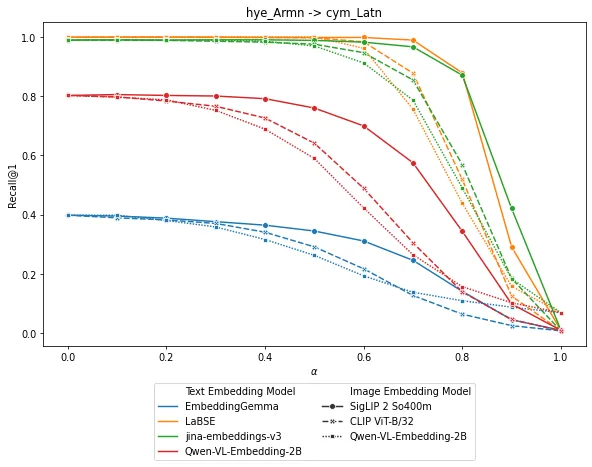 hye_Armn -> cym_Latn
Recall@1
1.0
0.8
0.6
0.4
0.2
0.0
0.0 0.2 0.4 0.6 0.8 1.0
α
Text Embedding Model
EmbeddingGemma
LaBSE
jina-embeddings-v3
Qwen-VL-Embedding-2B
Image Embedding Model
SigLIP 2 So400m
CLIP ViT-B/32
Qwen-VL-Embedding-2B